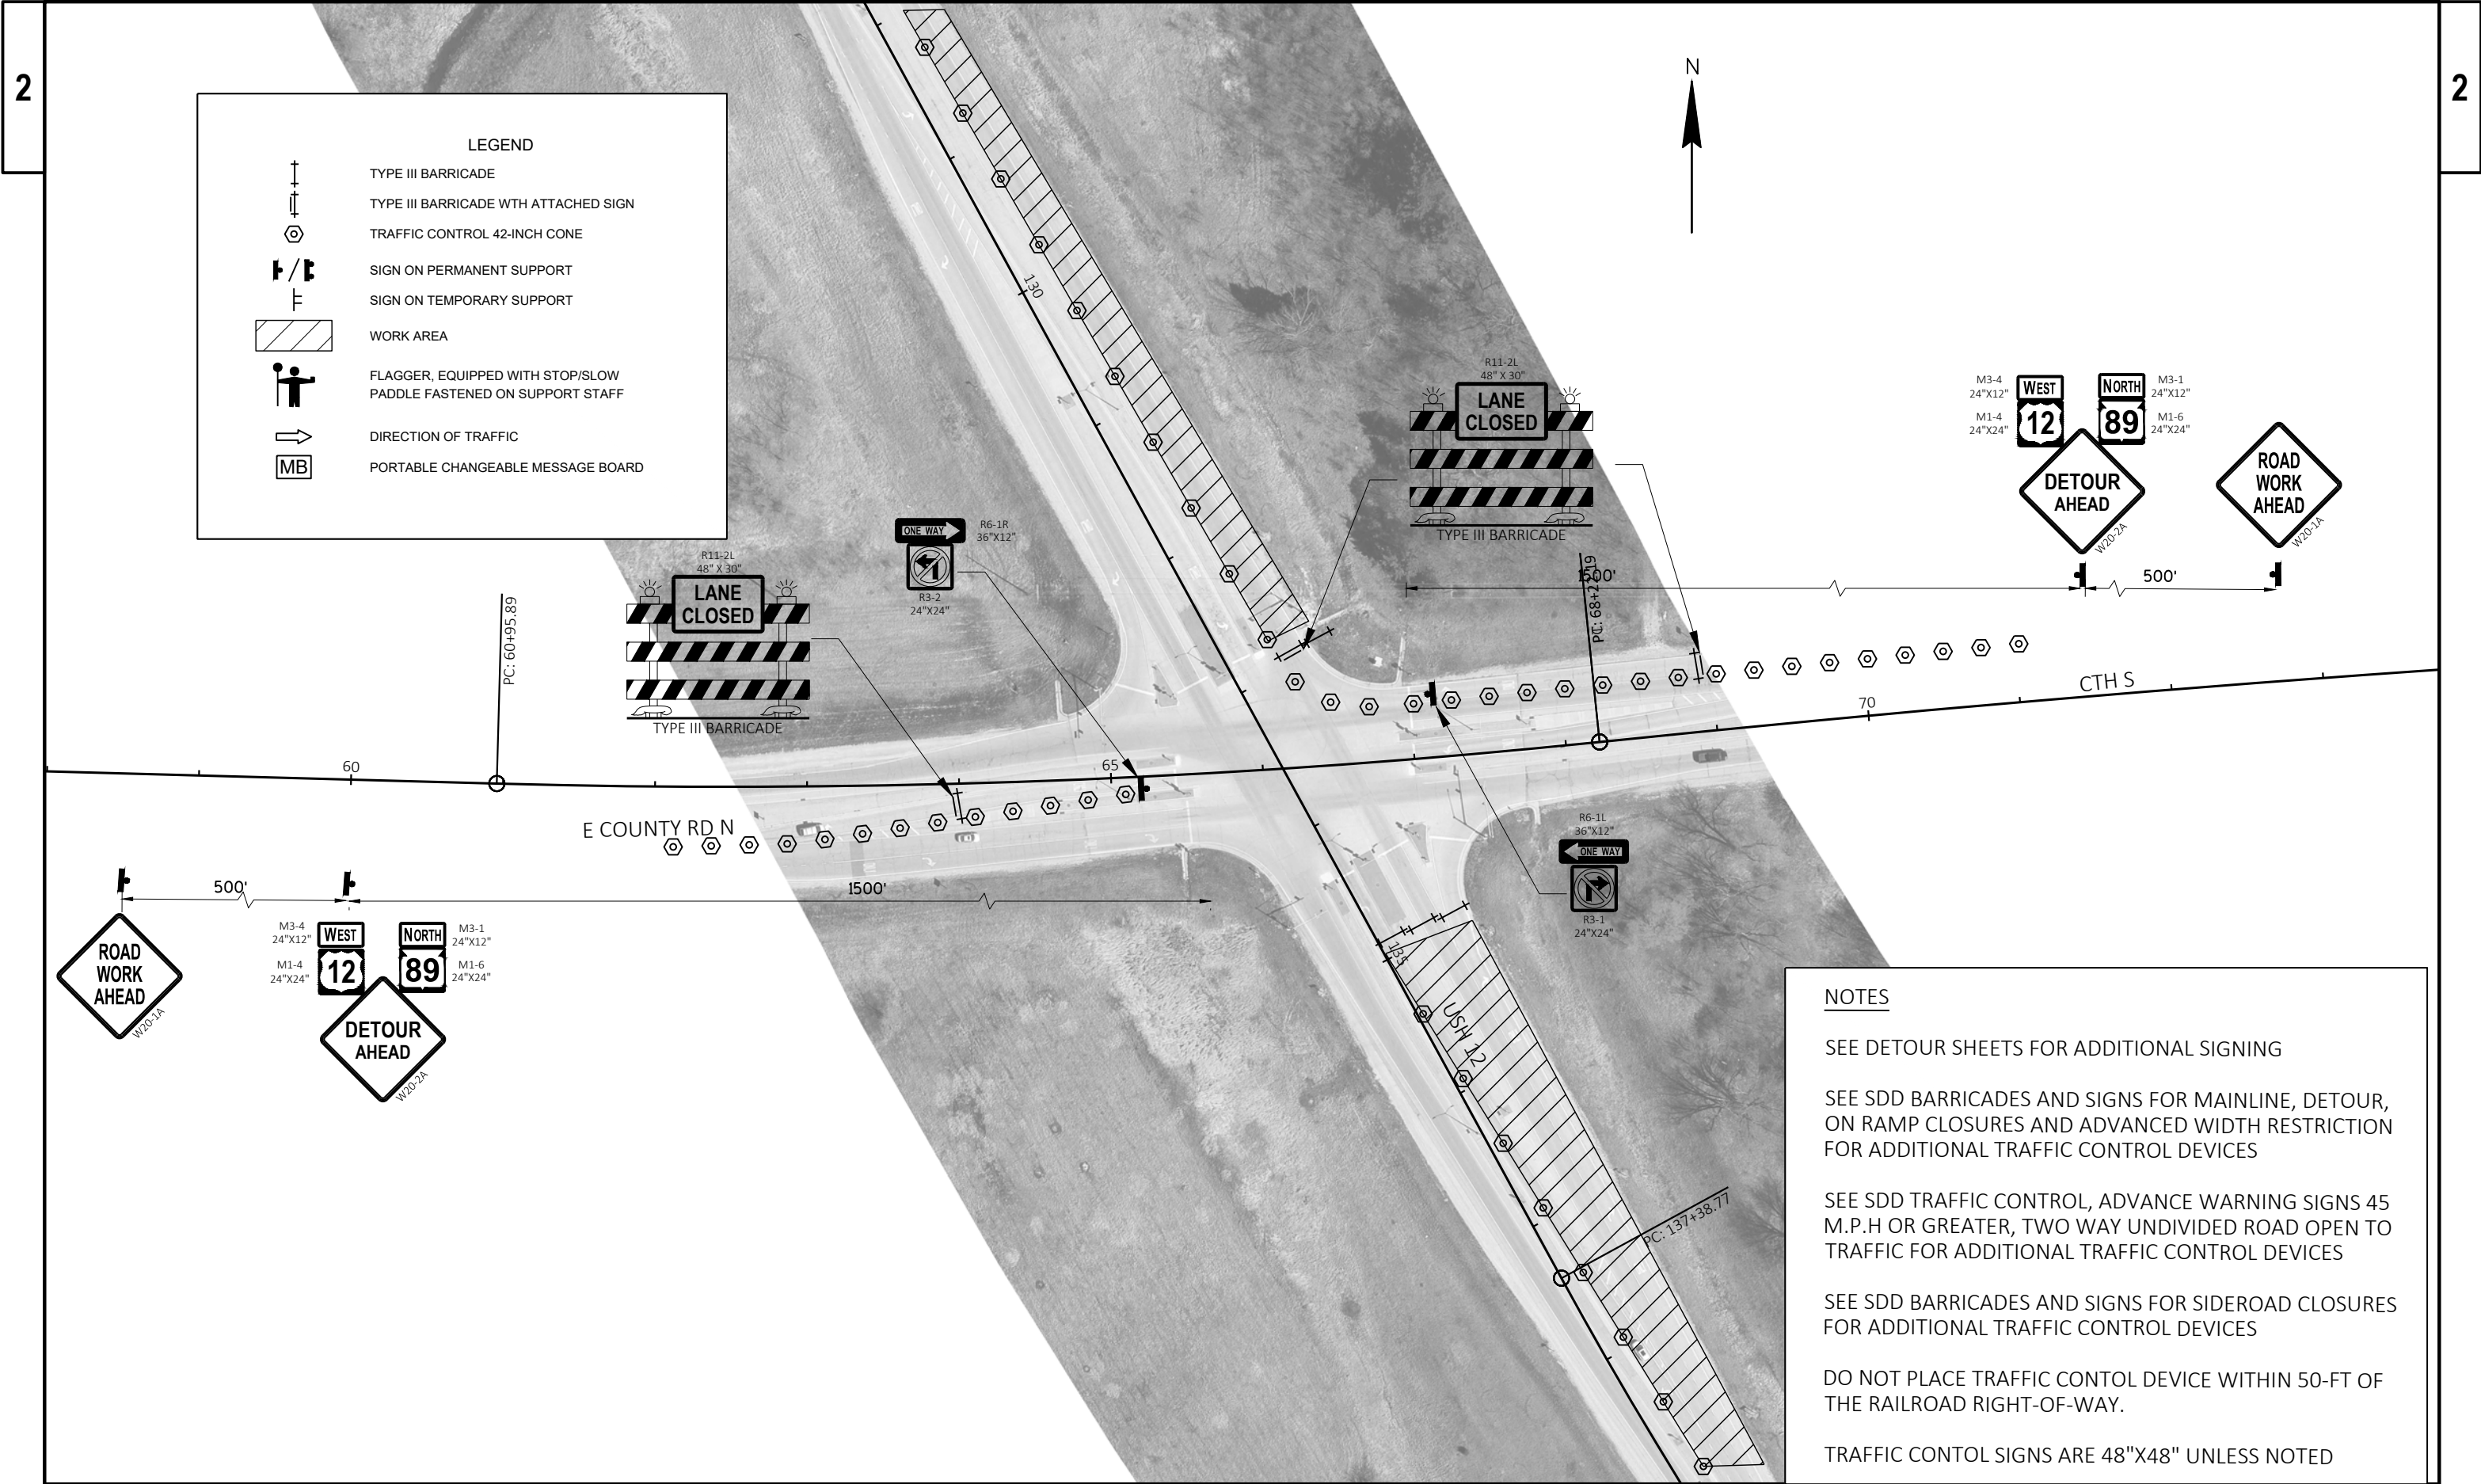 2
2
LEGEND
TYPE III BARRICADE
TYPE III BARRICADE WTH ATTACHED SIGN
TRAFFIC CONTROL 42-INCH CONE
SIGN ON PERMANENT SUPPORT
SIGN ON TEMPORARY SUPPORT
WORK AREA
FLAGGER, EQUIPPED WITH STOP/SLOW
PADDLE FASTENED ON SUPPORT STAFF
DIRECTION OF TRAFFIC
MB
PORTABLE CHANGEABLE MESSAGE BOARD
N
130
R11-2L
48" X 30"
LANE
CLOSED
TYPE III BARRICADE
M3-4
24"X12"
WEST
M1-4
24"X24"
12
NORTH
M3-1
24"X12"
89
M1-6
24"X24"
DETOUR
AHEAD
W20-2A
ROAD
WORK
AHEAD
W20-1A
1500'
500'
ONE WAY
R6-1R
36"X12"
R3-2
24"X24"
R11-2L
48" X 30"
LANE
CLOSED
TYPE III BARRICADE
PC: 60+95.89
CTH S
60
65
70
E COUNTY RD N
500'
1500'
ROAD
WORK
AHEAD
W20-1A
M3-4
24"X12"
WEST
M1-4
24"X24"
12
NORTH
M3-1
24"X12"
89
M1-6
24"X24"
DETOUR
AHEAD
W20-2A
R6-1L
36"X12"
ONE WAY
R3-1
24"X24"
135
USH 12
PC: 137+38.77
NOTES
SEE DETOUR SHEETS FOR ADDITIONAL SIGNING
SEE SDD BARRICADES AND SIGNS FOR MAINLINE, DETOUR,
ON RAMP CLOSURES AND ADVANCED WIDTH RESTRICTION
FOR ADDITIONAL TRAFFIC CONTROL DEVICES
SEE SDD TRAFFIC CONTROL, ADVANCE WARNING SIGNS 45
M.P.H OR GREATER, TWO WAY UNDIVIDED ROAD OPEN TO
TRAFFIC FOR ADDITIONAL TRAFFIC CONTROL DEVICES
SEE SDD BARRICADES AND SIGNS FOR SIDEROAD CLOSURES
FOR ADDITIONAL TRAFFIC CONTROL DEVICES
DO NOT PLACE TRAFFIC CONTOL DEVICE WITHIN 50-FT OF
THE RAILROAD RIGHT-OF-WAY.
TRAFFIC CONTOL SIGNS ARE 48"X48" UNLESS NOTED